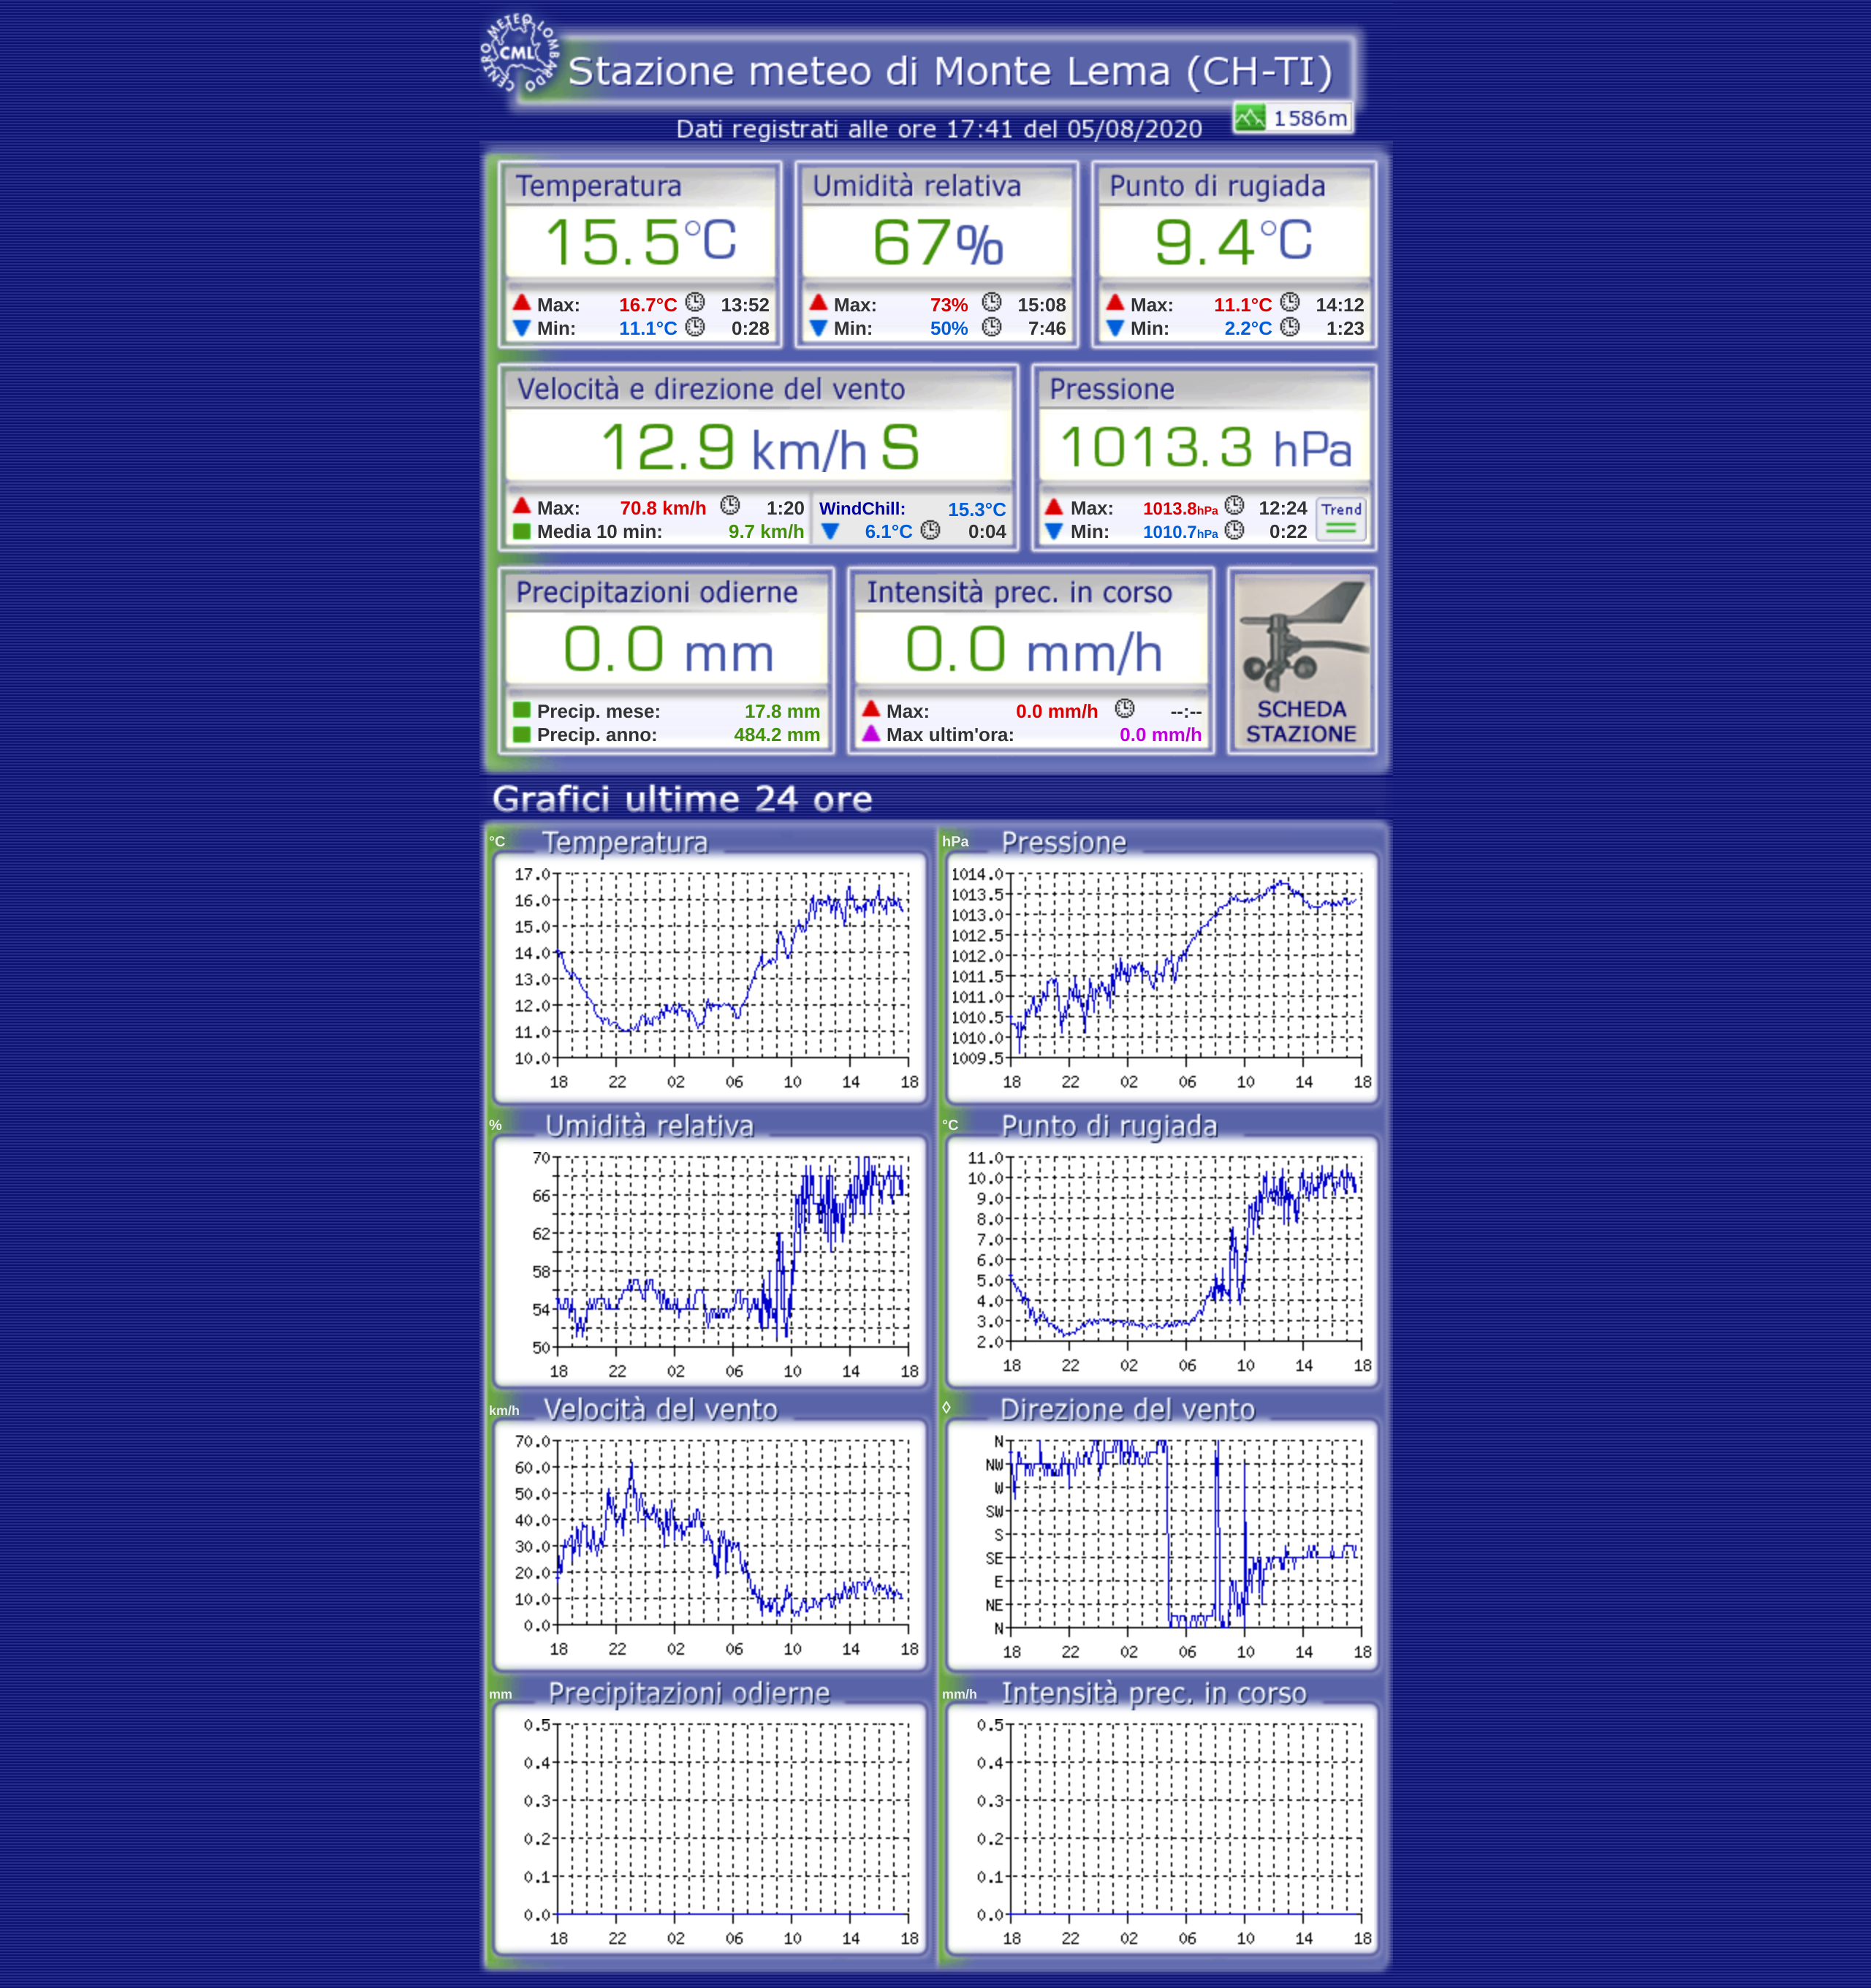 CENTRO METEO LOMBARDO
CML
Stazione meteo di Monte Lema (CH-TI)
1586m
Dati registrati alle ore 17:41 del 05/08/2020
Temperatura
15.5°C
Max: 16.7°C 13:52
Min: 11.1°C 0:28
Umidità relativa
67%
Max: 73% 15:08
Min: 50% 7:46
Punto di rugiada
9.4°C
Max: 11.1°C 14:12
Min: 2.2°C 1:23
Velocità e direzione del vento
12.9 km/h S
Max: 70.8 km/h 1:20
Media 10 min: 9.7 km/h
WindChill: 15.3°C
6.1°C 0:04
Pressione
1013.3 hPa
Max: 1013.8hPa 12:24
Min: 1010.7hPa 0:22
Trend
Precipitazioni odierne
0.0 mm
Precip. mese: 17.8 mm
Precip. anno: 484.2 mm
Intensità prec. in corso
0.0 mm/h
Max: 0.0 mm/h --:--
Max ultim'ora: 0.0 mm/h
SCHEDA
STAZIONE
Grafici ultime 24 ore
°C Temperatura
17.0
16.0
15.0
14.0
13.0
12.0
11.0
10.0
18 22 02 06 10 14 18
hPa Pressione
1014.0
1013.5
1013.0
1012.5
1012.0
1011.5
1011.0
1010.5
1010.0
1009.5
18 22 02 06 10 14 18
% Umidità relativa
70
66
62
58
54
50
18 22 02 06 10 14 18
°C Punto di rugiada
11.0
10.0
9.0
8.0
7.0
6.0
5.0
4.0
3.0
2.0
18 22 02 06 10 14 18
km/h Velocità del vento
70.0
60.0
50.0
40.0
30.0
20.0
10.0
0.0
18 22 02 06 10 14 18
◊ Direzione del vento
N
NW
W
SW
S
SE
E
NE
N
18 22 02 06 10 14 18
mm Precipitazioni odierne
0.5
0.4
0.3
0.2
0.1
0.0
18 22 02 06 10 14 18
mm/h Intensità prec. in corso
0.5
0.4
0.3
0.2
0.1
0.0
18 22 02 06 10 14 18